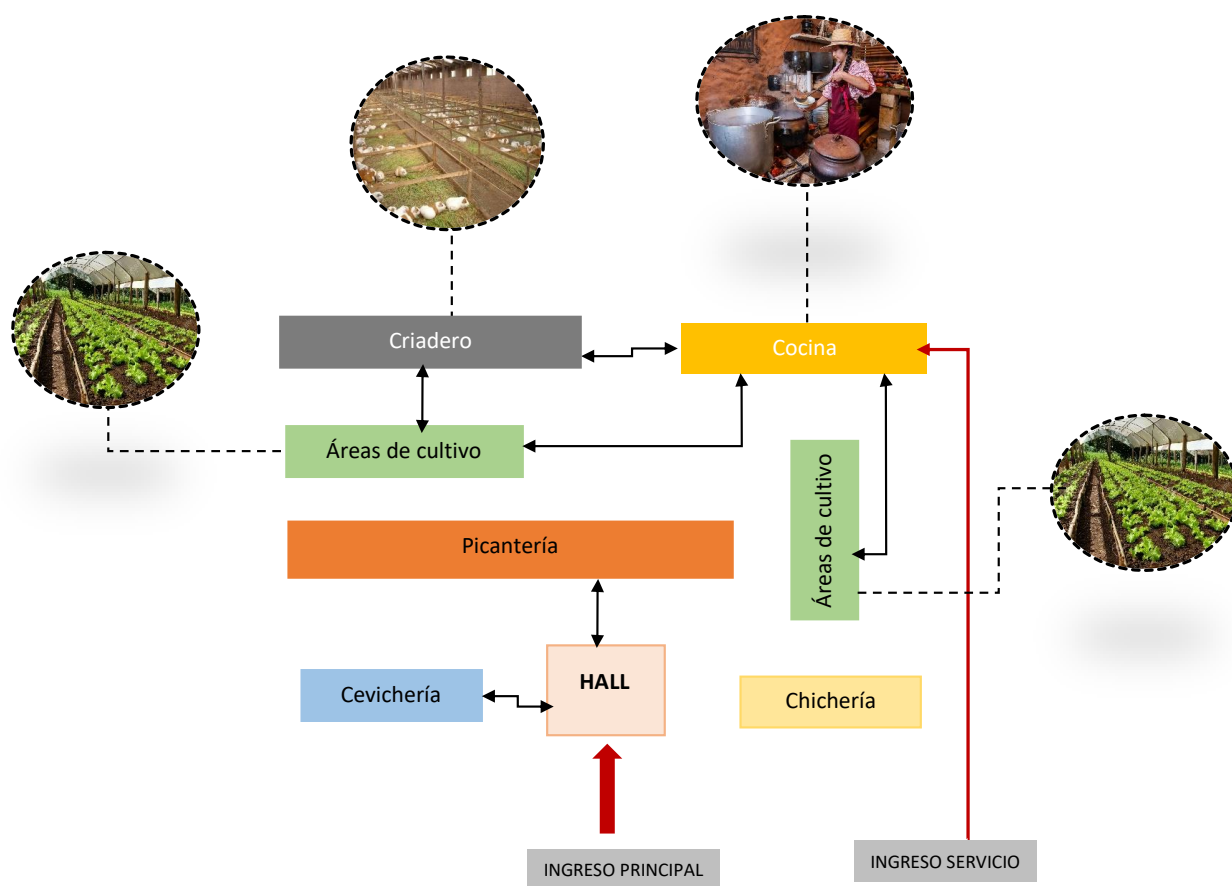 Criadero
Cocina
Áreas de cultivo
Áreas de cultivo
Picantería
HALL
Cevichería
Chichería
INGRESO PRINCIPAL
INGRESO SERVICIO